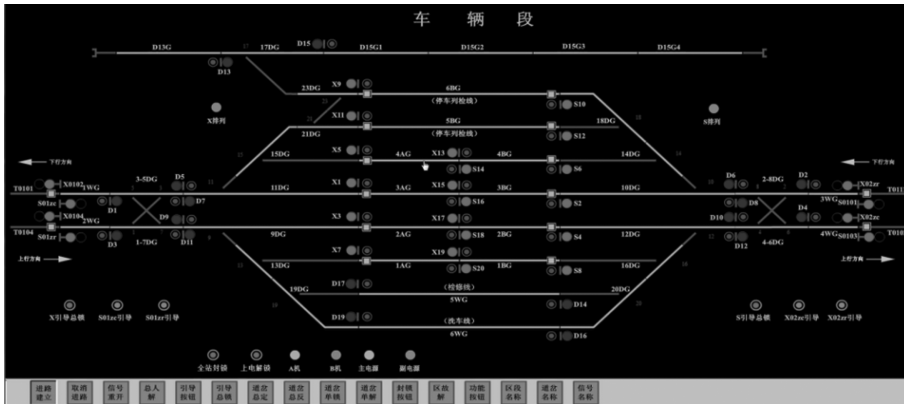 车 辆 段
D13G 17DG D15 D15G1 D15G2 D15G3 D15G4
D13
23DG X9 6BG
(停车列检线) S10
X排列 S排列
X11 5BG 18DG
21DG (停车列检线) S12
X5 4AG X13 4BG 14DG
15DG S14 S6
下行方向 下行方向
T0101 X0102 1WG 3-5DG D5 11DG X1 3AG X15 3BG 10DG D6 2-8DG D2 X02zr
S01zc D1 D7 S16 S2 D8 3WG S0101
T0104 X0104 2WG D9 9DG X3 2AG X17 2BG 12DG D10 D4 X02zc
S01zr D3 1-7DG D11 S18 S4 D12 4-6DG 4WG S0103
上行方向 上行方向
X7 X19
13DG 1AG S20 1BG S8 16DG
19DG D17 (检修线) 20DG
5WG D14
D19 (洗车线)
6WG D16
X引导总锁 S01zc引导 S01zr引导 S引导总锁 X02zc引导 X02zr引导
全站封锁 上电解锁 A机 B机 主电源 副电源
进路建立 取消进路 信号重开 总人解 引导按钮 引导总锁 道岔总定 道岔总反 道岔单锁 道岔单解 封锁按钮 区故解 功能按钮 区段名称 道岔名称 信号名称